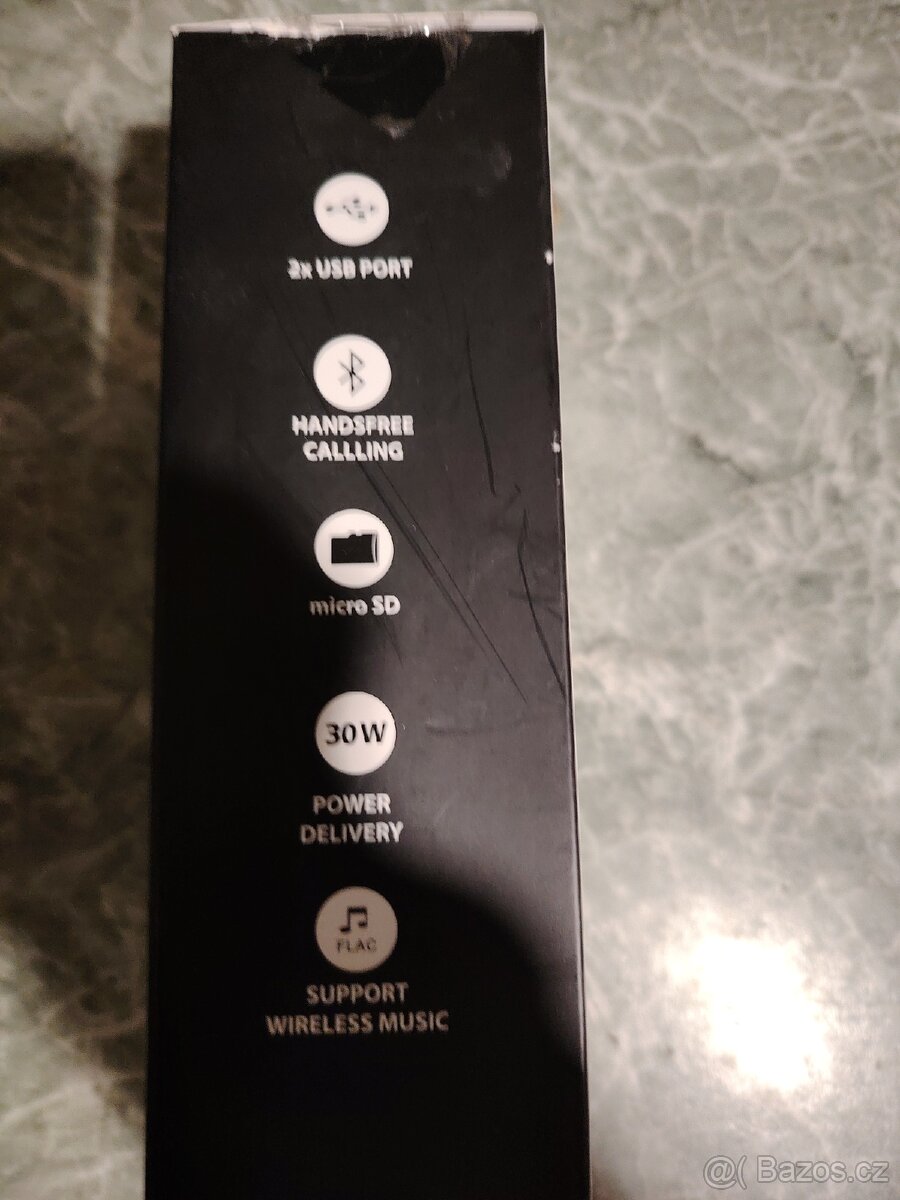 2x USB PORT
HANDSFREE
CALLLING
micro SD
30W
POWER
DELIVERY
FLAC
SUPPORT
WIRELESS MUSIC
@( Bazos.cz